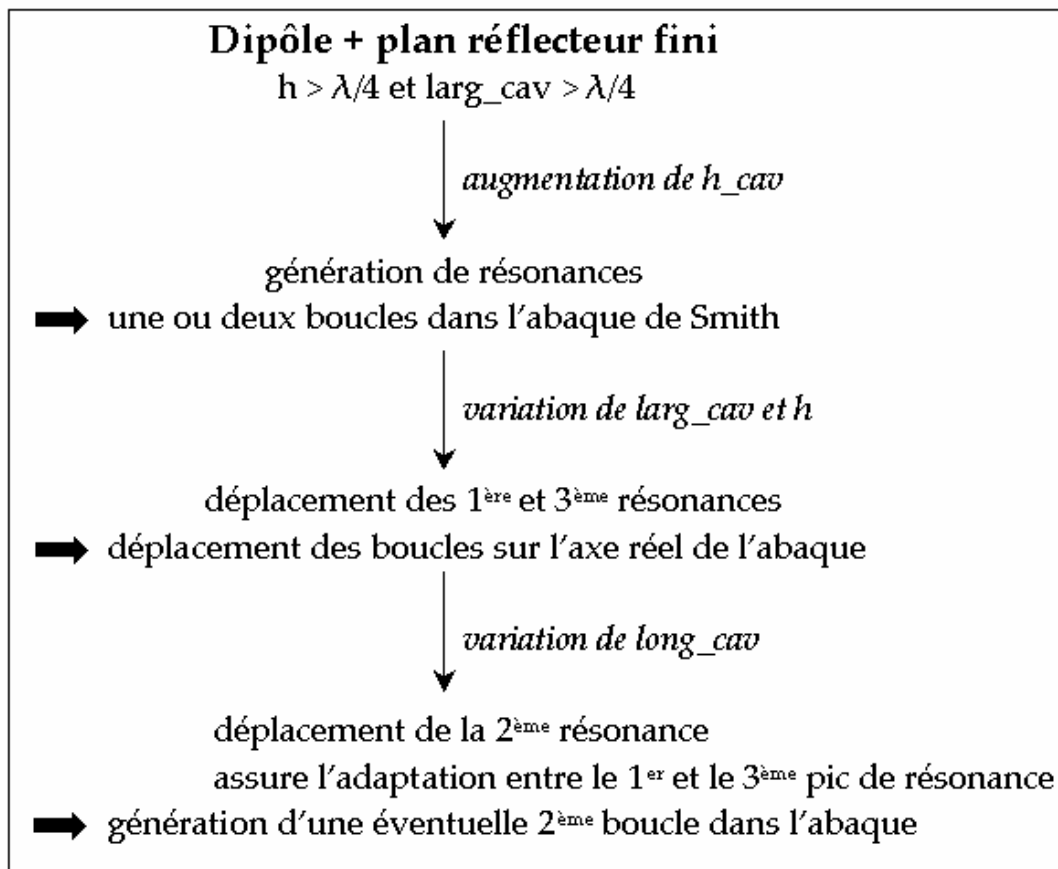 Dipôle + plan réflecteur fini
h > λ/4 et larg_cav > λ/4
augmentation de h_cav
génération de résonances
une ou deux boucles dans l'abaque de Smith
variation de larg_cav et h
déplacement des 1ère et 3ème résonances
déplacement des boucles sur l'axe réel de l'abaque
variation de long_cav
déplacement de la 2ème résonance
assure l'adaptation entre le 1er et le 3ème pic de résonance
génération d'une éventuelle 2ème boucle dans l'abaque